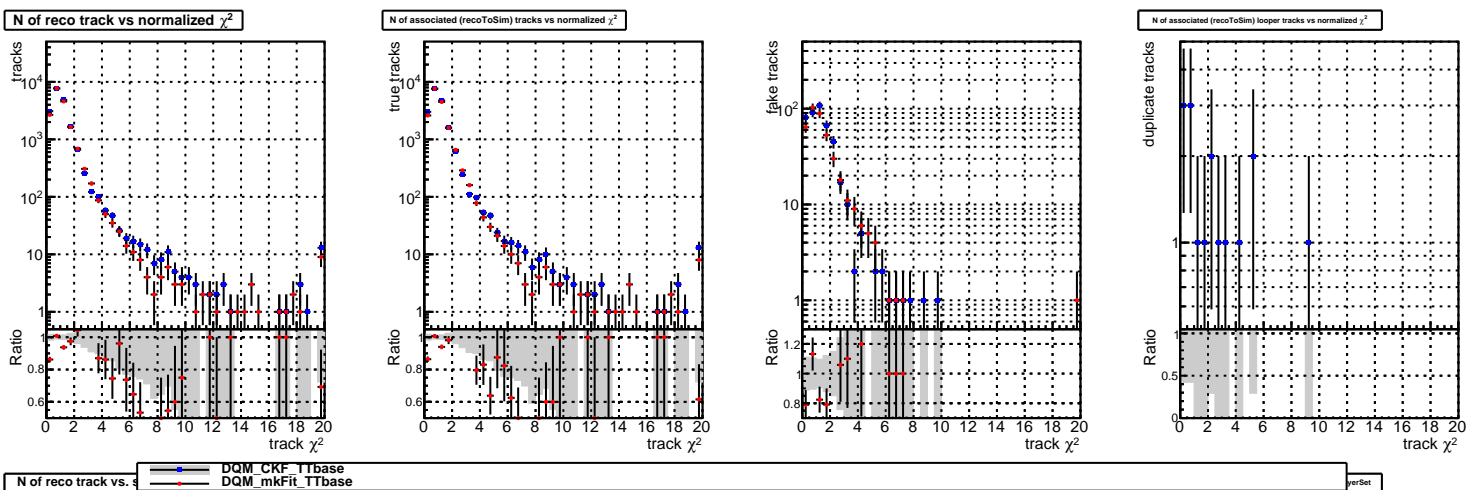 N of reco track vs normalized χ²
N of associated (recoToSim) tracks vs normalized χ²
N of associated (recoToSim) looper tracks vs normalized χ²
tracks
10⁴
10³
10²
10
1
Ratio
1
0.8
0.6
0 2 4 6 8 10 12 14 16 18 20
track χ²
true tracks
10⁴
10³
10²
10
1
Ratio
1
0.8
0.6
0 2 4 6 8 10 12 14 16 18 20
track χ²
fake tracks
10²
10
1
Ratio
1.2
1
0.8
0 2 4 6 8 10 12 14 16 18 20
track χ²
duplicate tracks
1
Ratio
1
0.5
0
0 2 4 6 8 10 12 14 16 18 20
track χ²
DQM_CKF_TTbase
DQM_mkFit_TTbase
N of reco track vs. s
yerSet